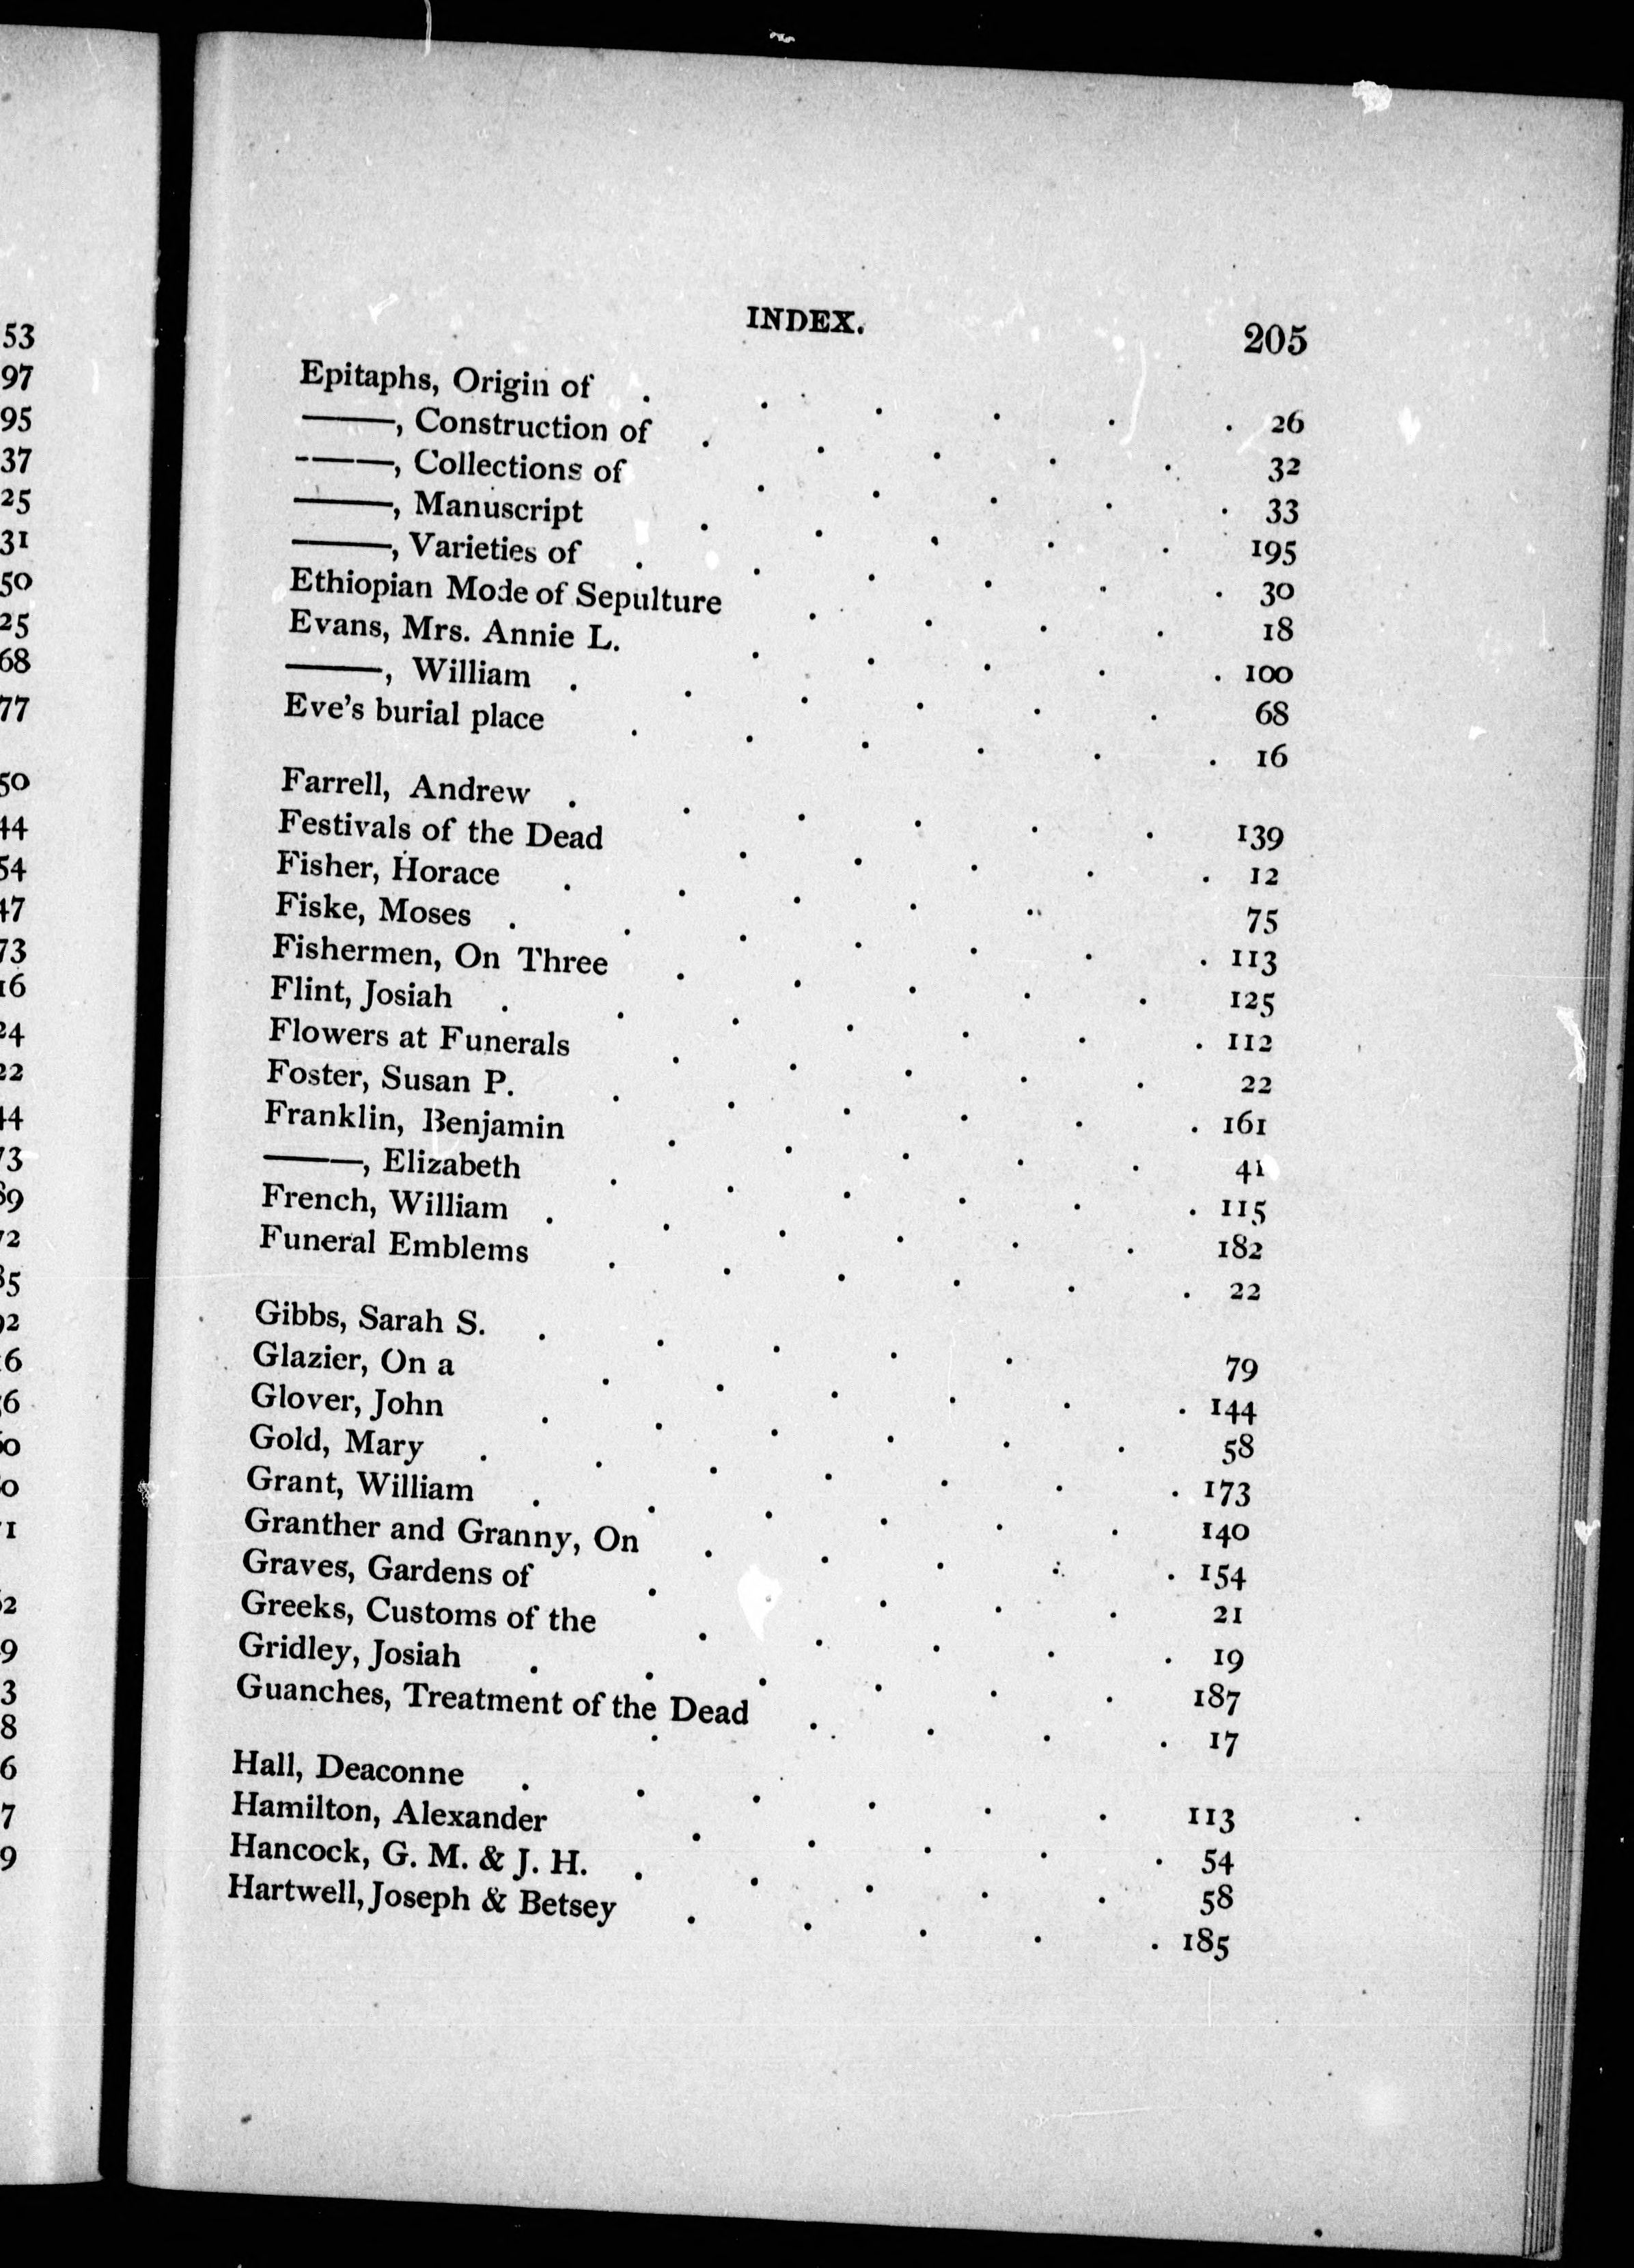 INDEX. 205
Epitaphs, Origin of . . . . . . 26
———, Construction of . . . . . 32
———, Collections of . . . . . 33
———, Manuscript . . . . . 195
———, Varieties of . . . . . . 30
Ethiopian Mode of Sepulture . . . . 18
Evans, Mrs. Annie L. . . . . . 100
———, William . . . . . . 68
Eve's burial place . . . . . . 16
Farrell, Andrew . . . . . . 139
Festivals of the Dead . . . . . 12
Fisher, Horace . . . . . 75
Fiske, Moses . . . . . . . 113
Fishermen, On Three . . . . . 125
Flint, Josiah . . . . . . . 112
Flowers at Funerals . . . . . 22
Foster, Susan P. . . . . . . 161
Franklin, Benjamin . . . . . 41
———, Elizabeth . . . . . . 115
French, William . . . . . . 182
Funeral Emblems . . . . . . 22
Gibbs, Sarah S. . . . . . 79
Glazier, On a . . . . . . 144
Glover, John . . . . . . 58
Gold, Mary . . . . . . . 173
Grant, William . . . . . . 140
Granther and Granny, On . . . . . 154
Graves, Gardens of . . . . 21
Greeks, Customs of the . . . . . 19
Gridley, Josiah . . . . . . 187
Guanches, Treatment of the Dead . . . . 17
Hall, Deaconne . . . . . . 113
Hamilton, Alexander . . . . . 54
Hancock, G. M. & J. H. . . . . . 58
Hartwell, Joseph & Betsey . . . . . 185